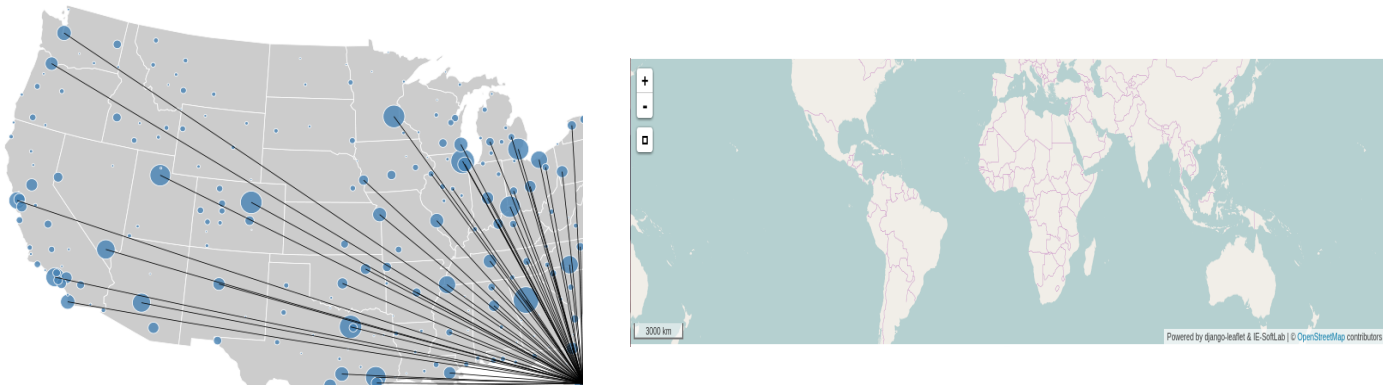 +
-
3000 km
Powered by django-leaflet & IE-SoftLab | © OpenStreetMap contributors